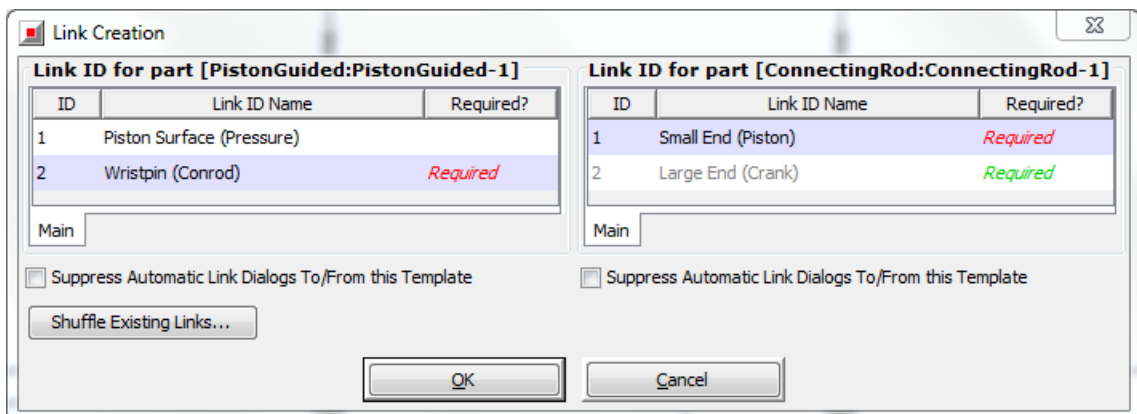 Link Creation
Link ID for part [PistonGuided:PistonGuided-1]
ID Link ID Name Required?
1 Piston Surface (Pressure)
2 Wristpin (Conrod) Required
Main
Suppress Automatic Link Dialogs To/From this Template
Shuffle Existing Links...
Link ID for part [ConnectingRod:ConnectingRod-1]
ID Link ID Name Required?
1 Small End (Piston) Required
2 Large End (Crank) Required
Main
Suppress Automatic Link Dialogs To/From this Template
OK Cancel